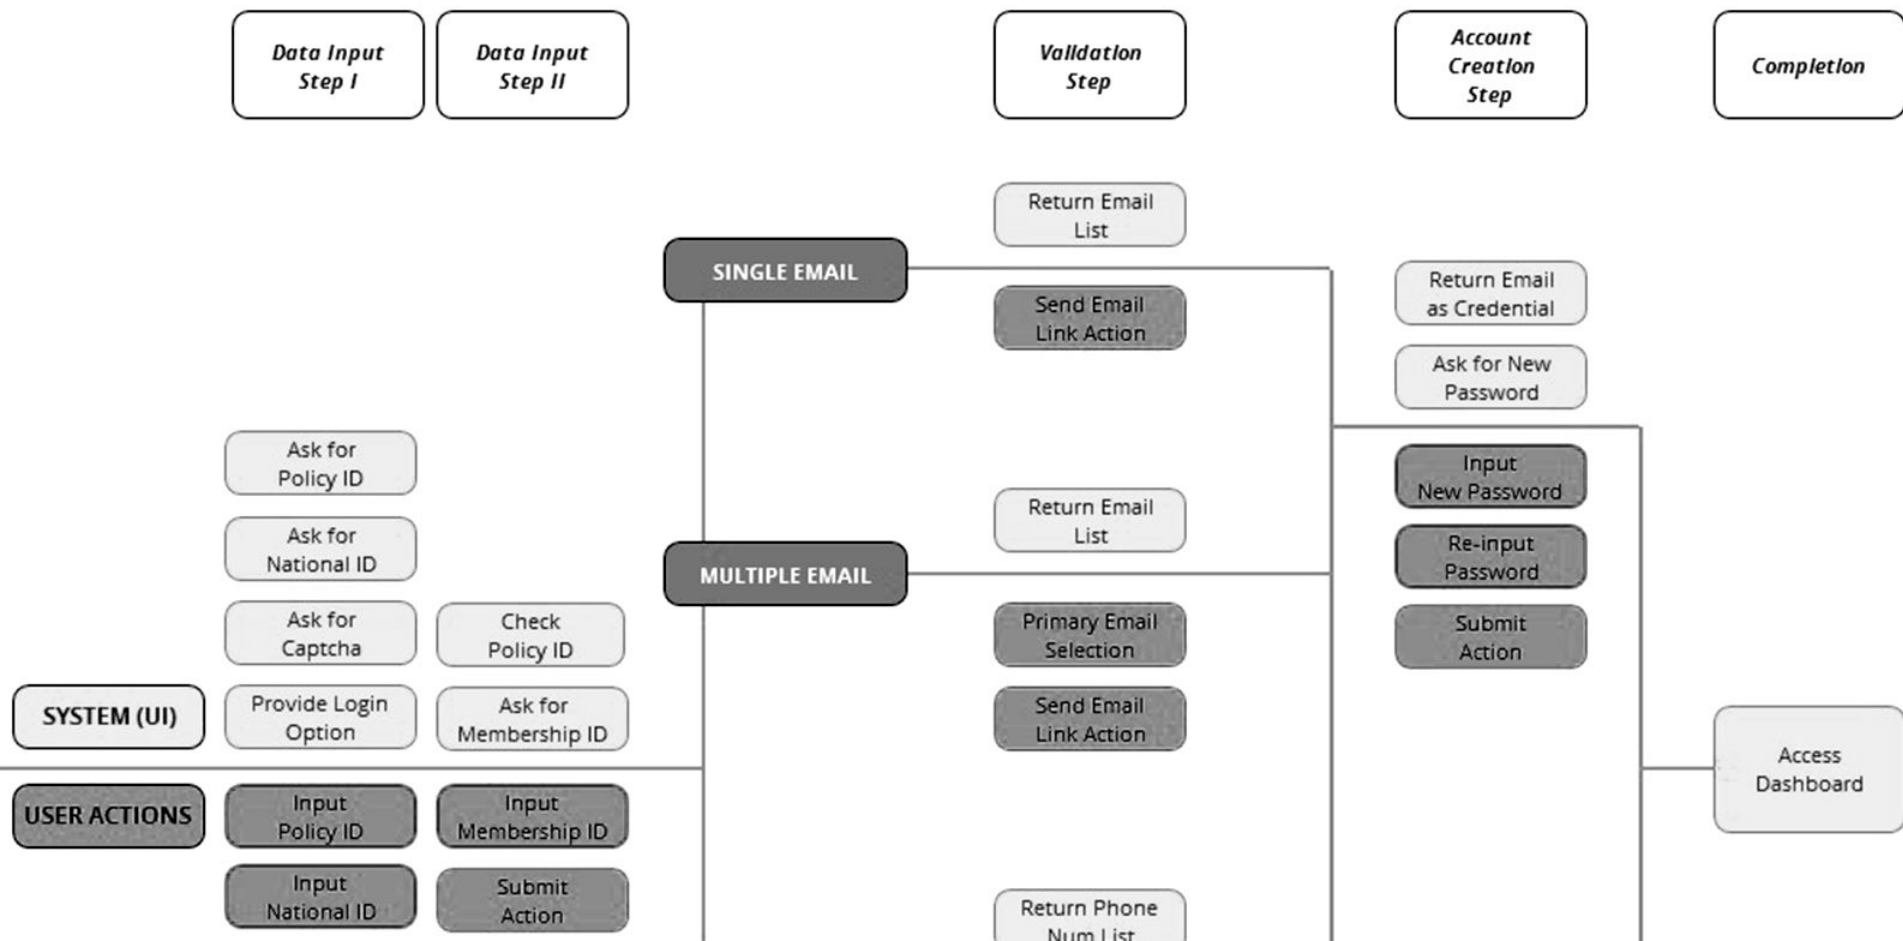 Data Input
Step I
Data Input
Step II
Validation
Step
Account
Creation
Step
Completion
Return Email
List
SINGLE EMAIL
Send Email
Link Action
Return Email
as Credential
Ask for New
Password
Ask for
Policy ID
Input
New Password
Return Email
List
Ask for
National ID
MULTIPLE EMAIL
Re-input
Password
Ask for
Captcha
Check
Policy ID
Primary Email
Selection
Submit
Action
SYSTEM (UI)
Provide Login
Option
Ask for
Membership ID
Send Email
Link Action
Access
Dashboard
USER ACTIONS
Input
Policy ID
Input
Membership ID
Input
National ID
Submit
Action
Return Phone
Num List